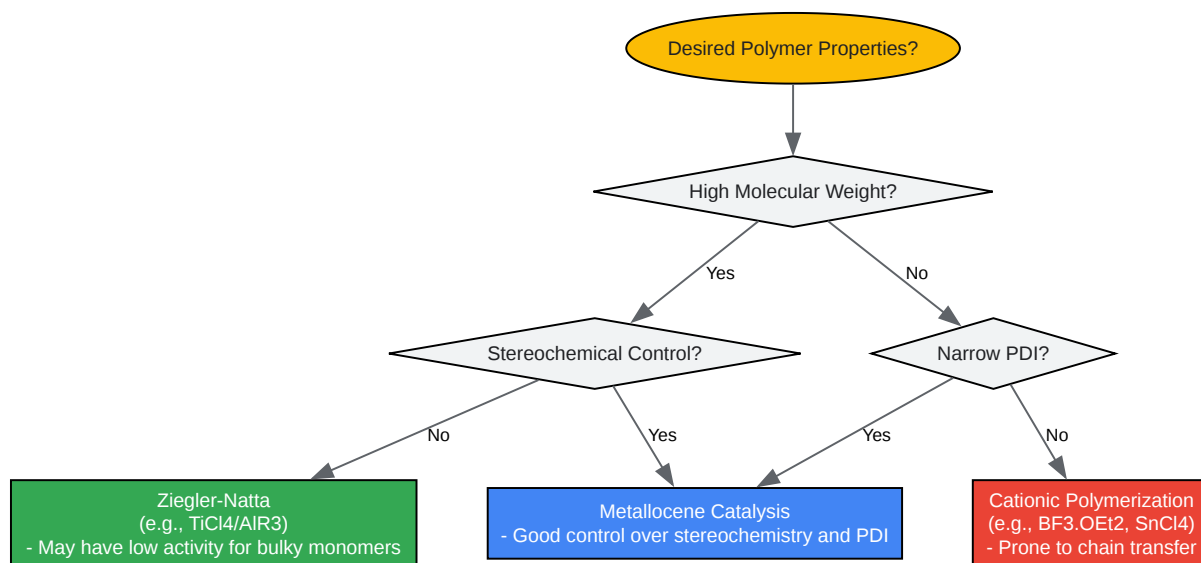 Desired Polymer Properties?
High Molecular Weight?
Yes
No
Stereochemical Control?
Narrow PDI?
No
Yes
Yes
No
Ziegler-Natta
(e.g., TiCl4/AlR3)
- May have low activity for bulky monomers
Metallocene Catalysis
- Good control over stereochemistry and PDI
Cationic Polymerization
(e.g., BF3.OEt2, SnCl4)
- Prone to chain transfer